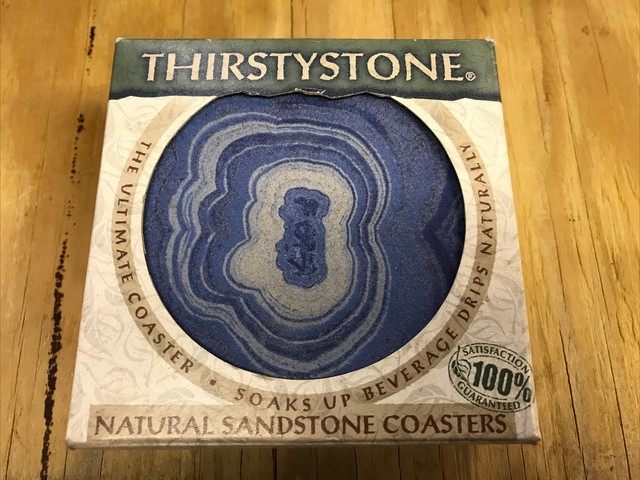 THIRSTYSTONE®
THE ULTIMATE COASTER • SOAKS UP BEVERAGE DRIPS NATURALLY
SATISFACTION
100%
GUARANTEED
NATURAL SANDSTONE COASTERS